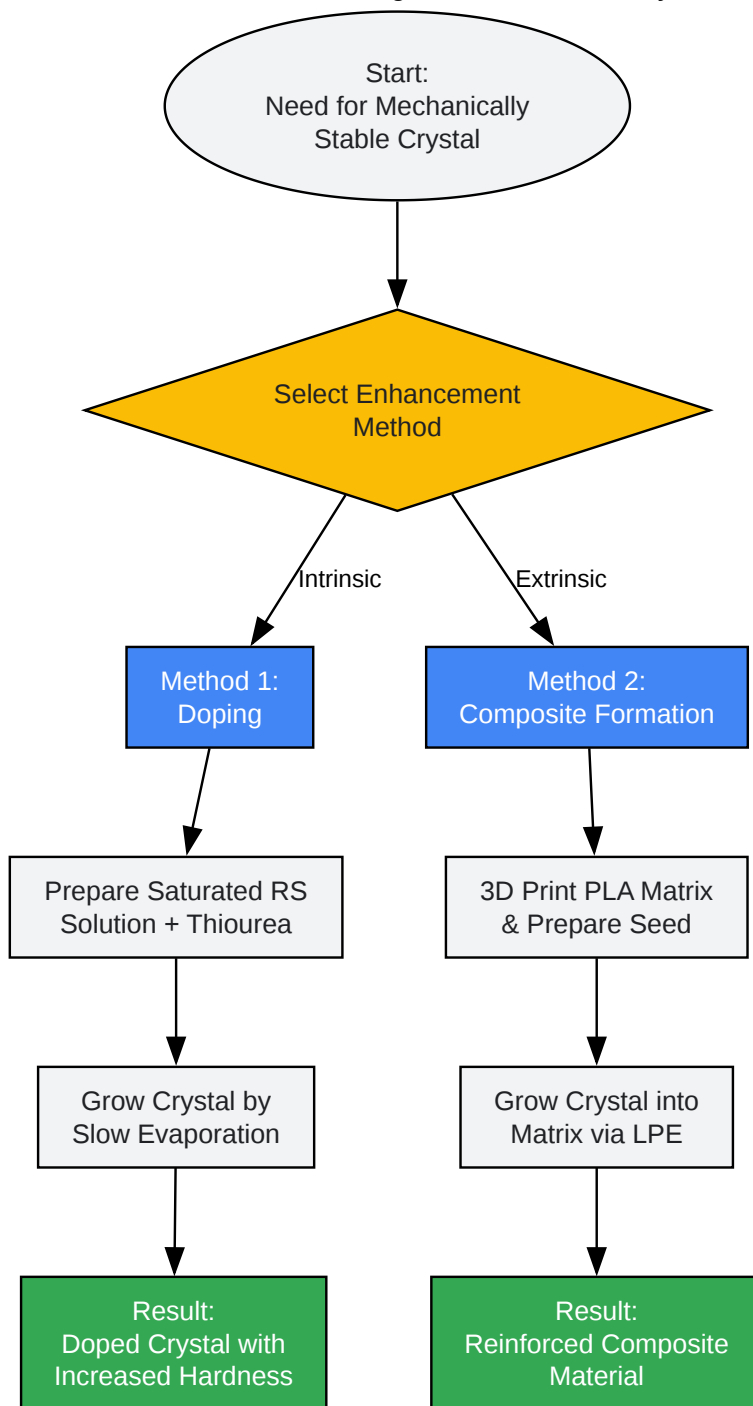 Start:
Need for Mechanically
Stable Crystal
Select Enhancement
Method
Intrinsic
Extrinsic
Method 1:
Doping
Method 2:
Composite Formation
Prepare Saturated RS
Solution + Thiourea
3D Print PLA Matrix
& Prepare Seed
Grow Crystal by
Slow Evaporation
Grow Crystal into
Matrix via LPE
Result:
Doped Crystal with
Increased Hardness
Result:
Reinforced Composite
Material